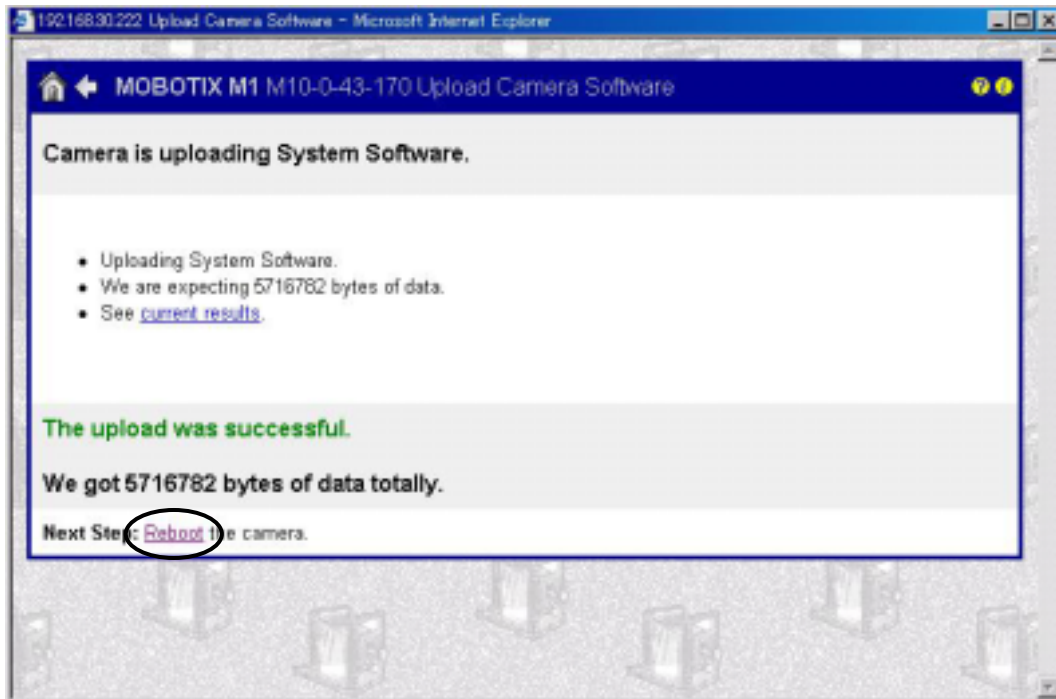 192.168.30.222 Upload Camera Software - Microsoft Internet Explorer
MOBOTIX M1 M10-0-43-170 Upload Camera Software
Camera is uploading System Software.
Uploading System Software.
We are expecting 5716782 bytes of data.
See current results.
The upload was successful.
We got 5716782 bytes of data totally.
Next Step: Reboot the camera.